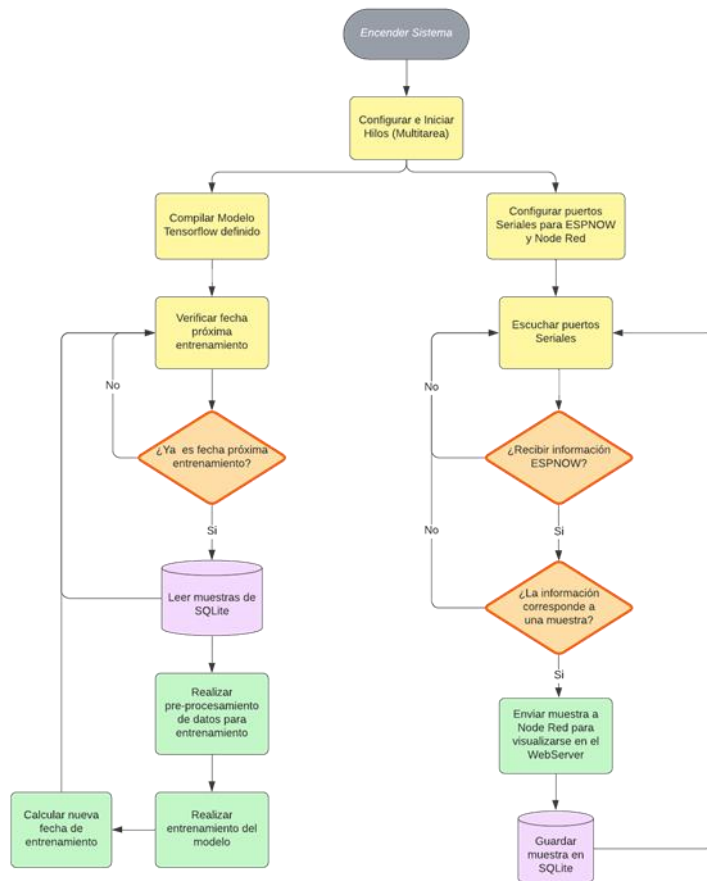 Encender Sistema
Configurar e Iniciar
Hilos (Multitarea)
Compilar Modelo
Tensorflow definido
Configurar puertos
Seriales para ESPNOW
y Node Red
Verificar fecha
próxima
entrenamiento
Escuchar puertos
Seriales
No
No
¿Ya es fecha próxima
entrenamiento?
¿Recibir información
ESPNOW?
Si
Si
No
Leer muestras de
SQLite
¿La información
corresponde a
una muestra?
Si
Realizar
pre-procesamiento
de datos para
entrenamiento
Enviar muestra a
Node Red para
visualizarse en el
WebServer
Calcular nueva
fecha de
entrenamiento
Realizar
entrenamiento del
modelo
Guardar
muestra en
SQLite